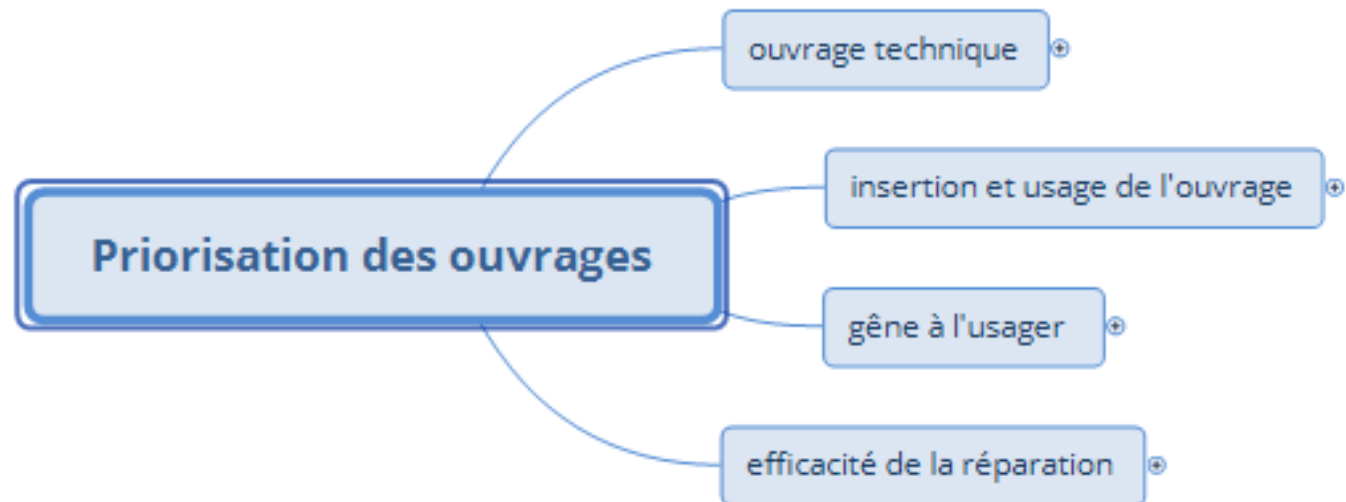 Priorisation des ouvrages
ouvrage technique
insertion et usage de l'ouvrage
gêne à l'usager
efficacité de la réparation